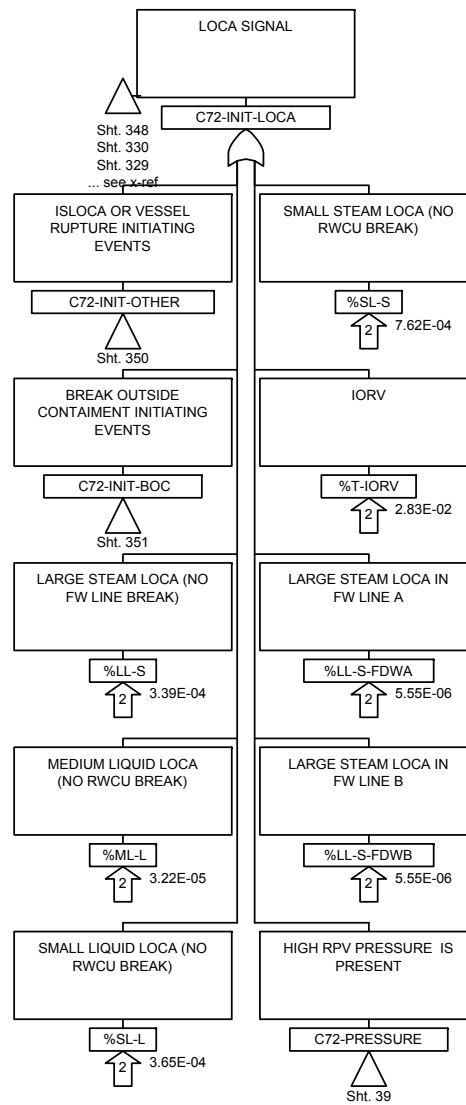 LOCA SIGNAL
C72-INIT-LOCA
Sht. 348
Sht. 330
Sht. 329
... see x-ref
ISLOCA OR VESSEL
RUPTURE INITIATING
EVENTS
C72-INIT-OTHER
Sht. 350
SMALL STEAM LOCA (NO
RWCU BREAK)
%SL-S
2
7.62E-04
BREAK OUTSIDE
CONTAIMENT INITIATING
EVENTS
C72-INIT-BOC
Sht. 351
IORV
%T-IORV
2
2.83E-02
LARGE STEAM LOCA (NO
FW LINE BREAK)
%LL-S
2
3.39E-04
LARGE STEAM LOCA IN
FW LINE A
%LL-S-FDWA
2
5.55E-06
MEDIUM LIQUID LOCA
(NO RWCU BREAK)
%ML-L
2
3.22E-05
LARGE STEAM LOCA IN
FW LINE B
%LL-S-FDWB
2
5.55E-06
SMALL LIQUID LOCA (NO
RWCU BREAK)
%SL-L
2
3.65E-04
HIGH RPV PRESSURE IS
PRESENT
C72-PRESSURE
Sht. 39